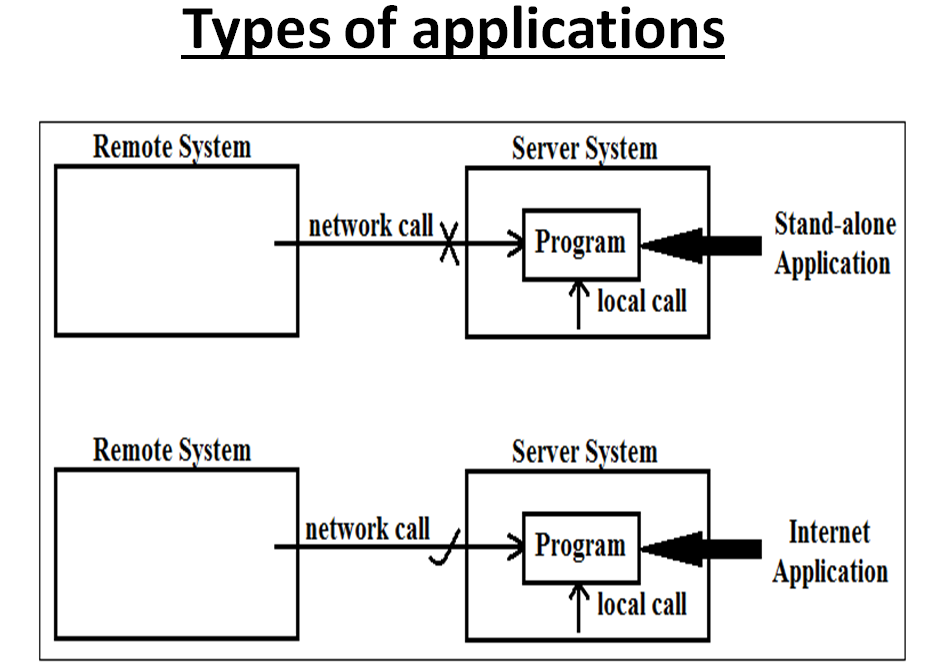 Types of applications
Remote System
Server System
network call
Program
local call
Stand-alone
Application
Remote System
Server System
network call
Program
local call
Internet
Application